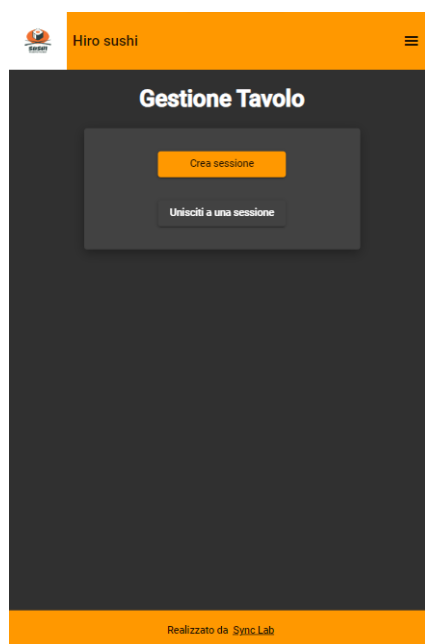 Hiro sushi
Gestione Tavolo
Crea sessione
Unisciti a una sessione
Realizzato da Sync Lab